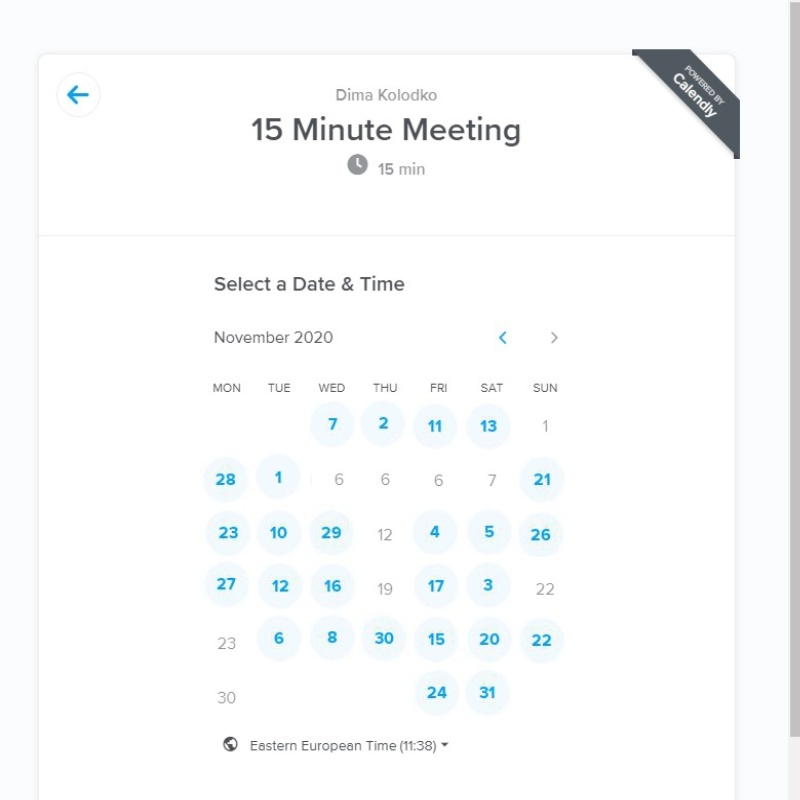 POWERED BY
Calendly
Dima Kolodko
15 Minute Meeting
15 min
Select a Date & Time
November 2020
MON TUE WED THU FRI SAT SUN
7 2 11 13 1
28 1 6 6 6 7 21
23 10 29 12 4 5 26
27 12 16 19 17 3 22
23 6 8 30 15 20 22
30 24 31
Eastern European Time (11:38)